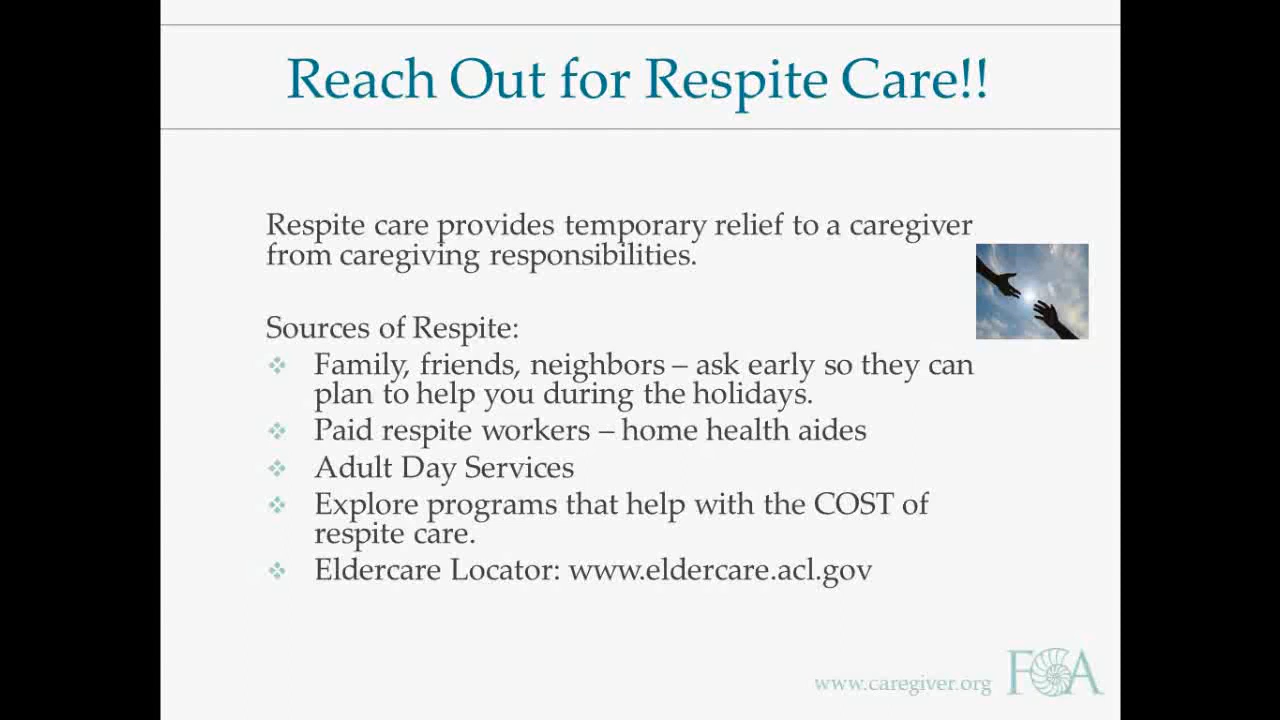 Reach Out for Respite Care!!
Respite care provides temporary relief to a caregiver
from caregiving responsibilities.
Sources of Respite:
Family, friends, neighbors – ask early so they can
plan to help you during the holidays.
Paid respite workers – home health aides
Adult Day Services
Explore programs that help with the COST of
respite care.
Eldercare Locator: www.eldercare.acl.gov
www.caregiver.org
FCA